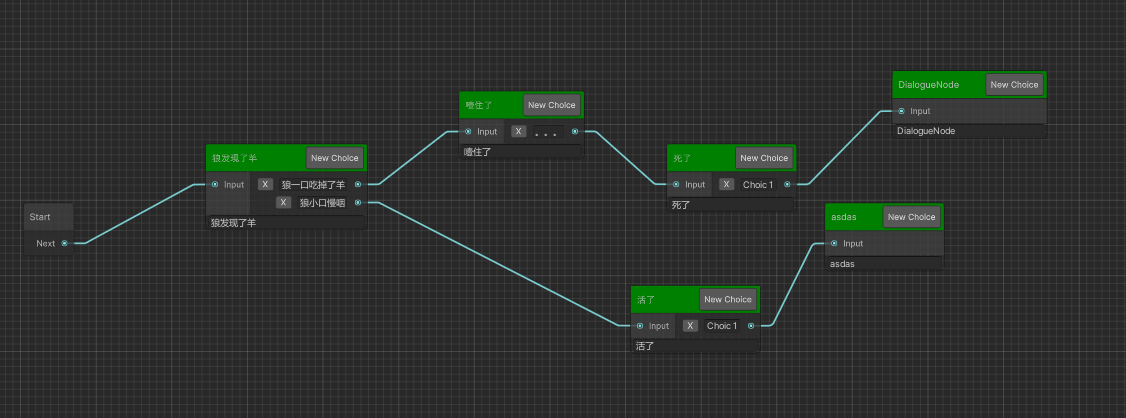 Start
Next
狼发现了羊
New Choice
Input
X
狼一口吃掉了羊
X
狼小口慢咽
狼发现了羊
噎住了
New Choice
Input
X
...
噎住了
死了
New Choice
Input
X
Choic 1
死了
DialogueNode
New Choice
Input
DialogueNode
活了
New Choice
Input
X
Choic 1
活了
asdas
New Choice
Input
asdas